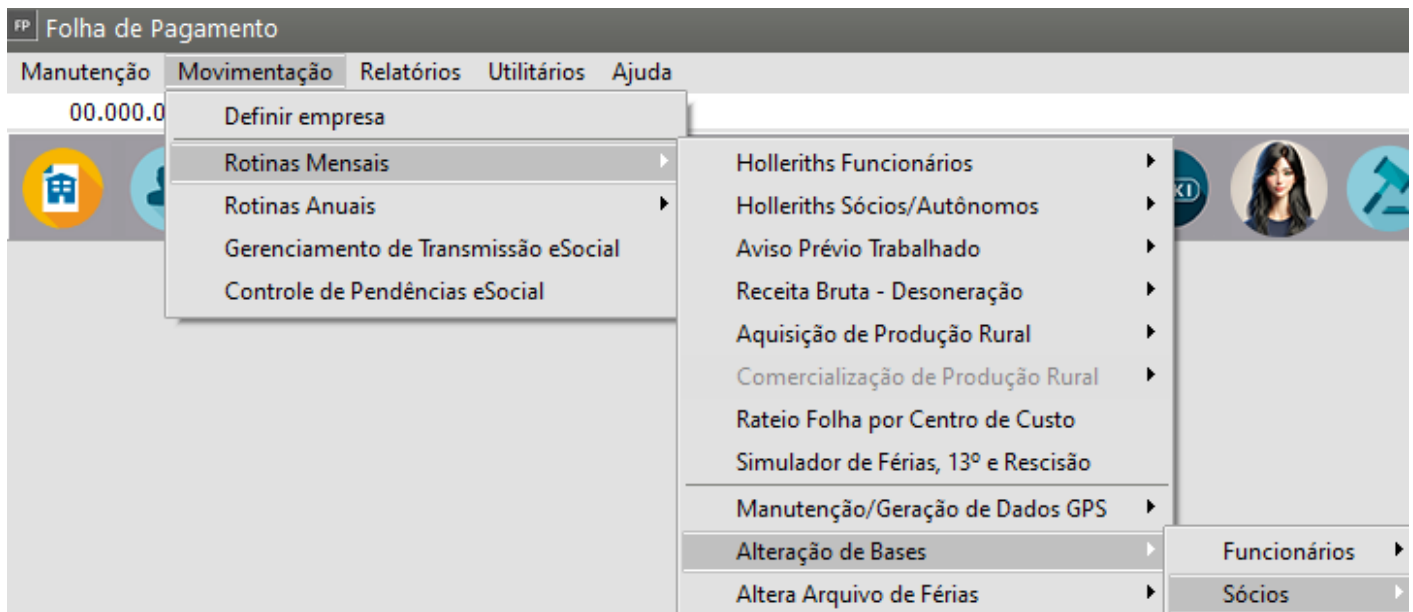 FP Folha de Pagamento
Manutenção Movimentação Relatórios Utilitários Ajuda
00.000.0
Definir empresa
Rotinas Mensais
Rotinas Anuais
Gerenciamento de Transmissão eSocial
Controle de Pendências eSocial
Holleriths Funcionários
Holleriths Sócios/Autônomos
Aviso Prévio Trabalhado
Receita Bruta - Desoneração
Aquisição de Produção Rural
Comercialização de Produção Rural
Rateio Folha por Centro de Custo
Simulador de Férias, 13º e Rescisão
Manutenção/Geração de Dados GPS
Alteração de Bases
Altera Arquivo de Férias
Funcionários
Sócios